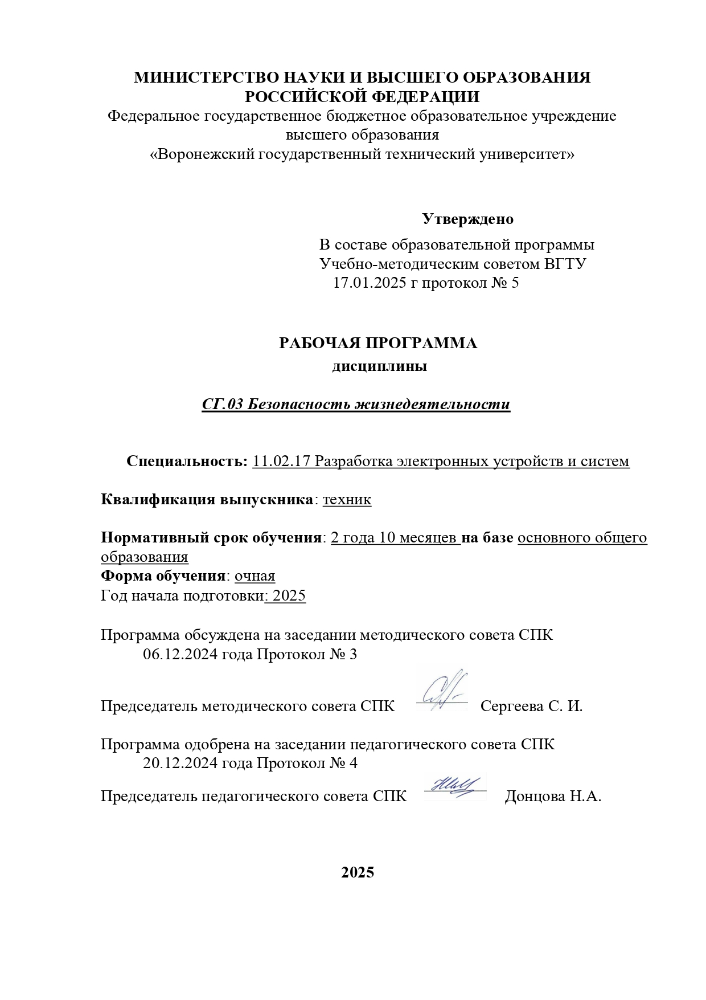 МИНИСТЕРСТВО НАУКИ И ВЫСШЕГО ОБРАЗОВАНИЯ
РОССИЙСКОЙ ФЕДЕРАЦИИ
Федеральное государственное бюджетное образовательное учреждение
высшего образования
«Воронежский государственный технический университет»
Утверждено
В составе образовательной программы
Учебно-методическим советом ВГТУ
17.01.2025 г протокол № 5
РАБОЧАЯ ПРОГРАММА
дисциплины
СГ.03 Безопасность жизнедеятельности
Специальность: 11.02.17 Разработка электронных устройств и систем
Квалификация выпускника: техник
Нормативный срок обучения: 2 года 10 месяцев на базе основного общего
образования
Форма обучения: очная
Год начала подготовки: 2025
Программа обсуждена на заседании методического совета СПК
06.12.2024 года Протокол № 3
Председатель методического совета СПК Сергеева С. И.
Программа одобрена на заседании педагогического совета СПК
20.12.2024 года Протокол № 4
Председатель педагогического совета СПК Донцова Н.А.
2025